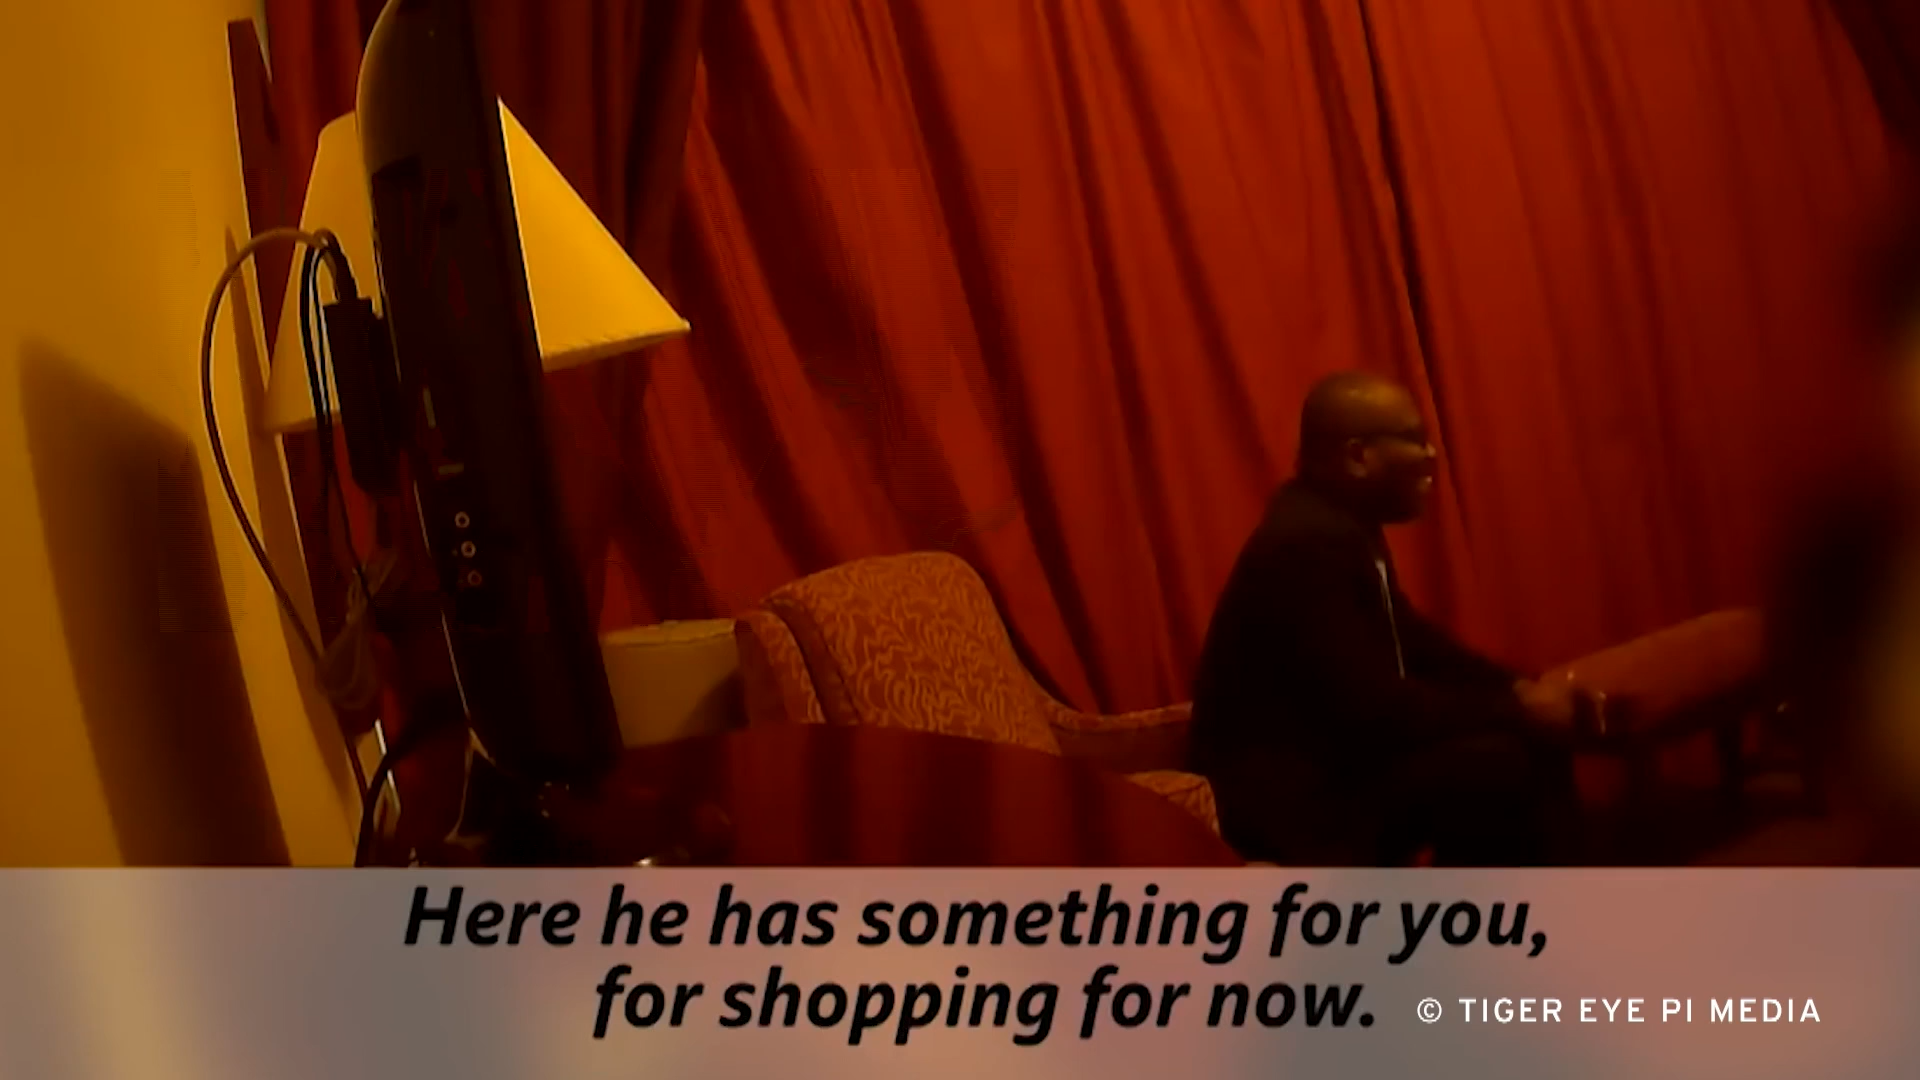 Here he has something for you,
for shopping for now.
© TIGER EYE PI MEDIA